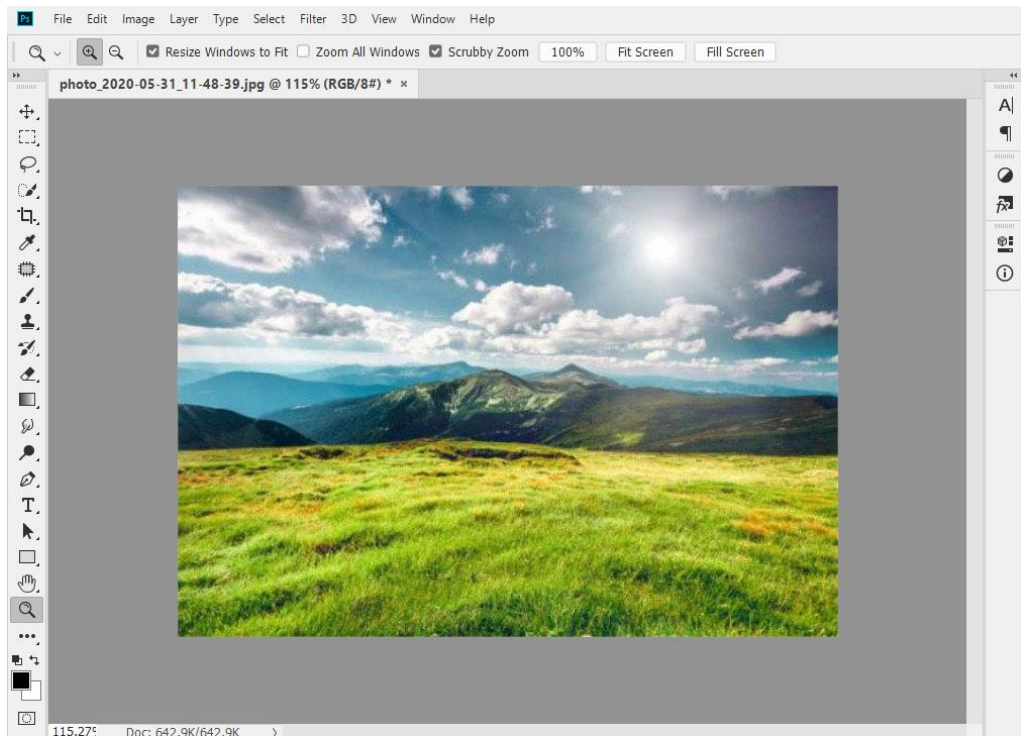 Ps File Edit Image Layer Type Select Filter 3D View Window Help
Resize Windows to Fit Zoom All Windows Scrubby Zoom 100% Fit Screen Fill Screen
photo_2020-05-31_11-48-39.jpg @ 115% (RGB/8#) * ×
115.27% Doc: 642.9K/642.9K